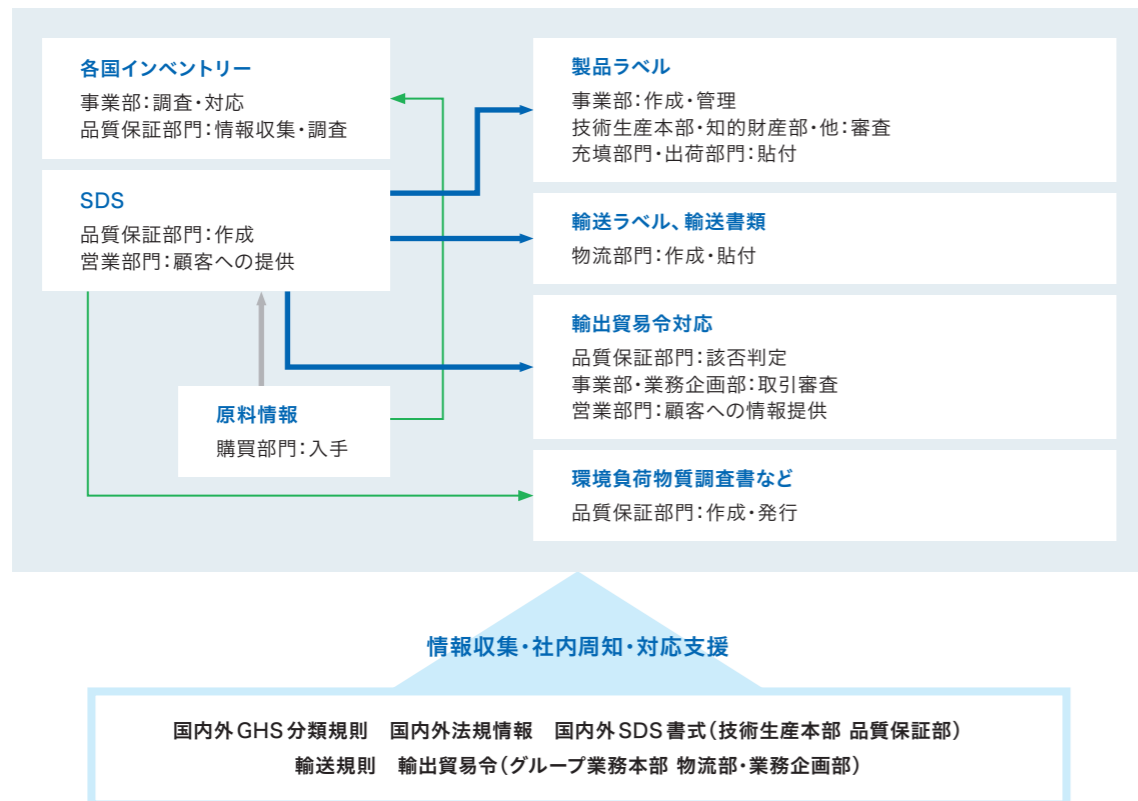 各国インベントリー
事業部：調査・対応
品質保証部門：情報収集・調査
SDS
品質保証部門：作成
営業部門：顧客への提供
原料情報
購買部門：入手
製品ラベル
事業部：作成・管理
技術生産本部・知的財産部・他：審査
充填部門・出荷部門：貼付
輸送ラベル、輸送書類
物流部門：作成・貼付
輸出貿易令対応
品質保証部門：該否判定
事業部・業務企画部：取引審査
営業部門：顧客への情報提供
環境負荷物質調査書など
品質保証部門：作成・発行
情報収集・社内周知・対応支援
国内外GHS分類規則　国内外法規情報　国内外SDS書式（技術生産本部 品質保証部）
輸送規則　輸出貿易令（グループ業務本部 物流部・業務企画部）